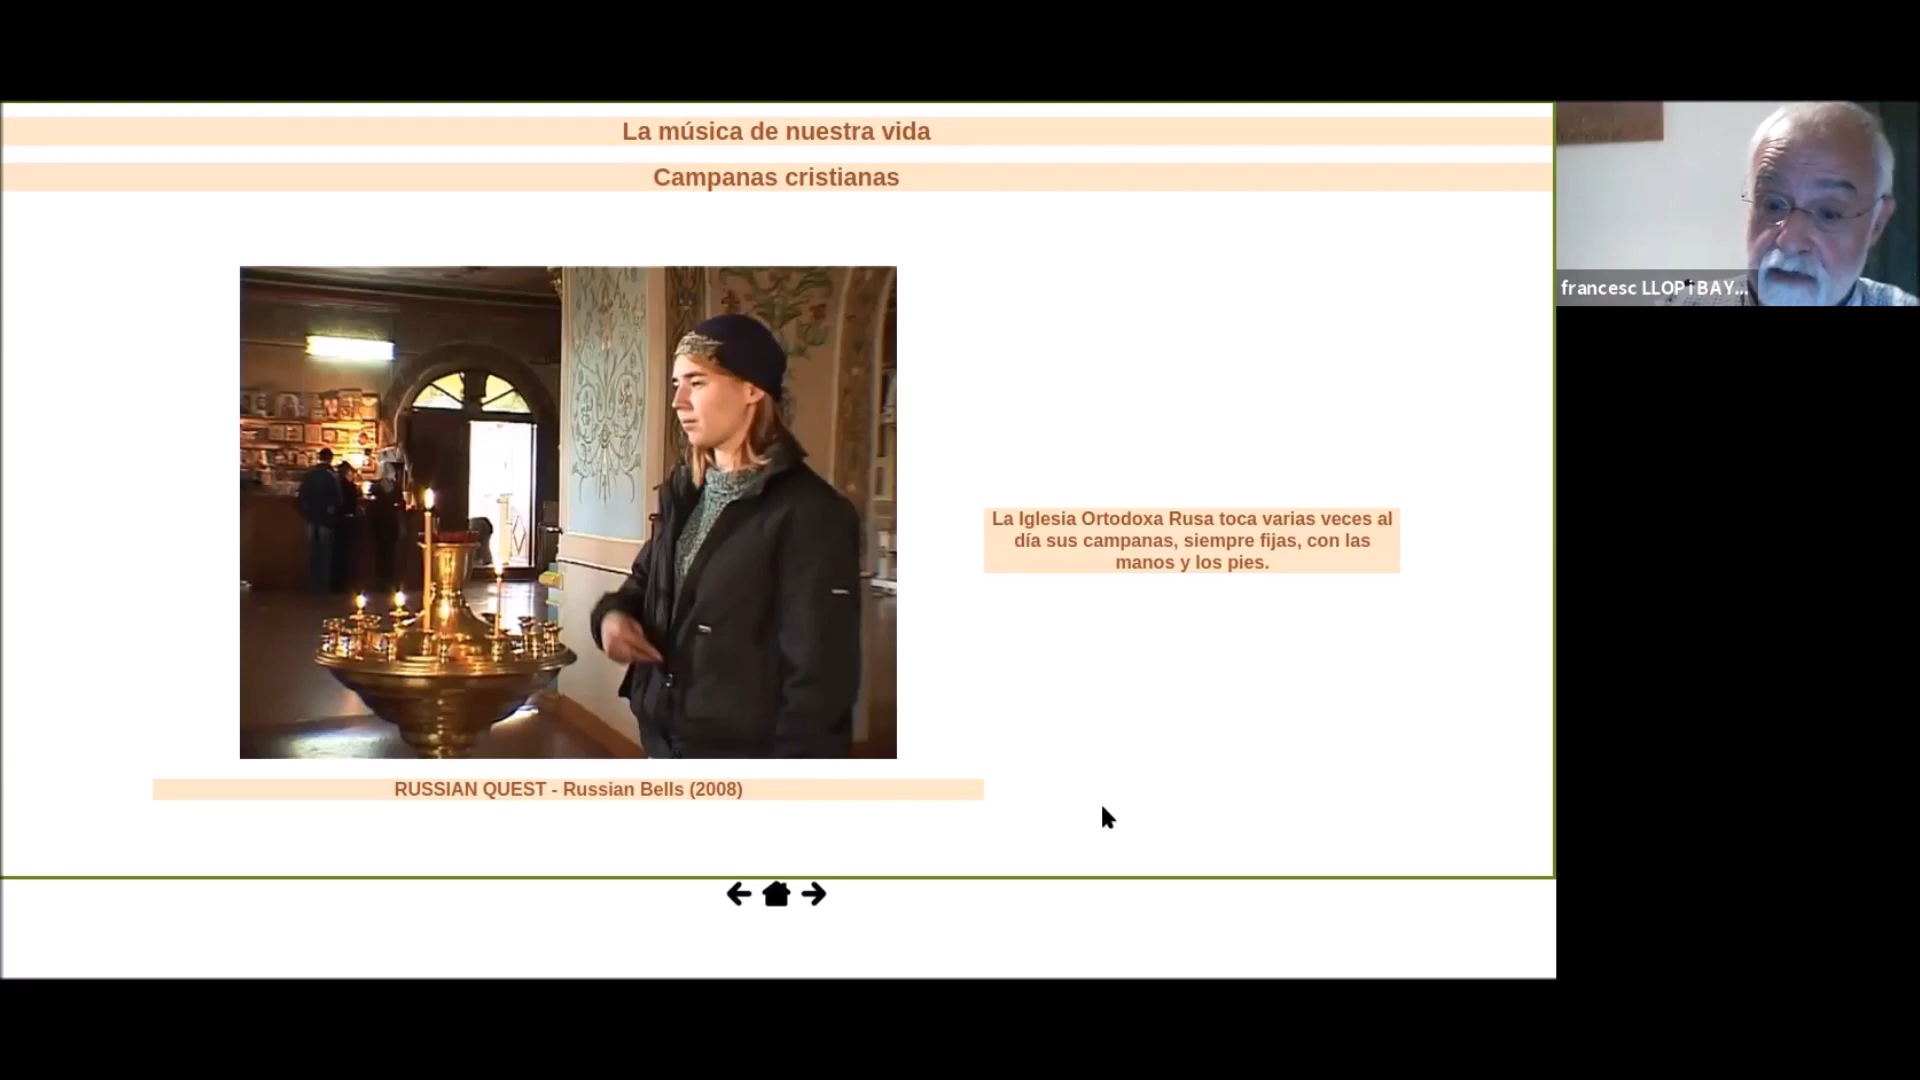 La música de nuestra vida
Campanas cristianas
La Iglesia Ortodoxa Rusa toca varias veces al
día sus campanas, siempre fijas, con las
manos y los pies.
RUSSIAN QUEST - Russian Bells (2008)
francesc LLOP i BAY...